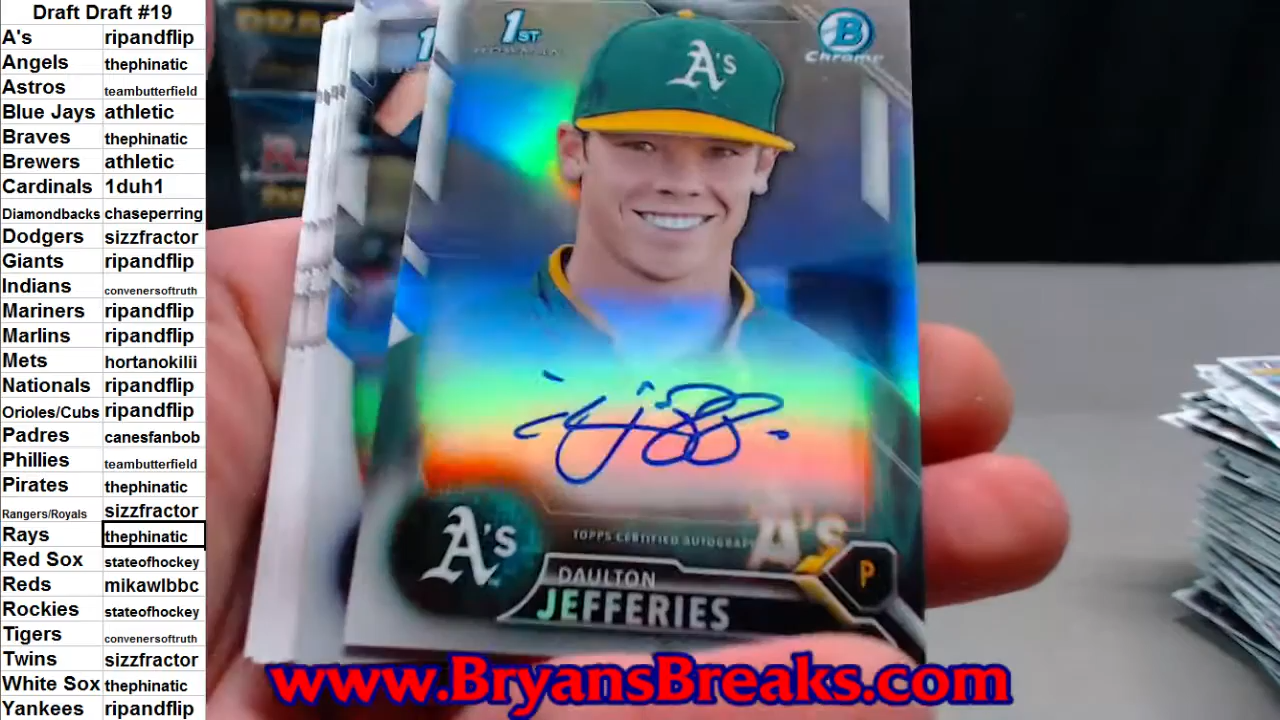 Draft Draft #19
A's ripandflip
Angels thephinatic
Astros teambutterfield
Blue Jays athletic
Braves thephinatic
Brewers athletic
Cardinals 1duh1
Diamondbacks chaseperring
Dodgers sizzfractor
Giants ripandflip
Indians convenersoftruth
Mariners ripandflip
Marlins ripandflip
Mets hortanokilii
Nationals ripandflip
Orioles/Cubs ripandflip
Padres canesfanbob
Phillies teambutterfield
Pirates thephinatic
Rangers/Royals sizzfractor
Rays thephinatic
Red Sox stateofhockey
Reds mikawlbbc
Rockies stateofhockey
Tigers convenersoftruth
Twins sizzfractor
White Sox thephinatic
Yankees ripandflip
1ST
B
Chrome
A's
TOPPS CERTIFIED AUTOGRAPH
A's
A's
P
DAULTON
JEFFERIES
www.BryansBreaks.com